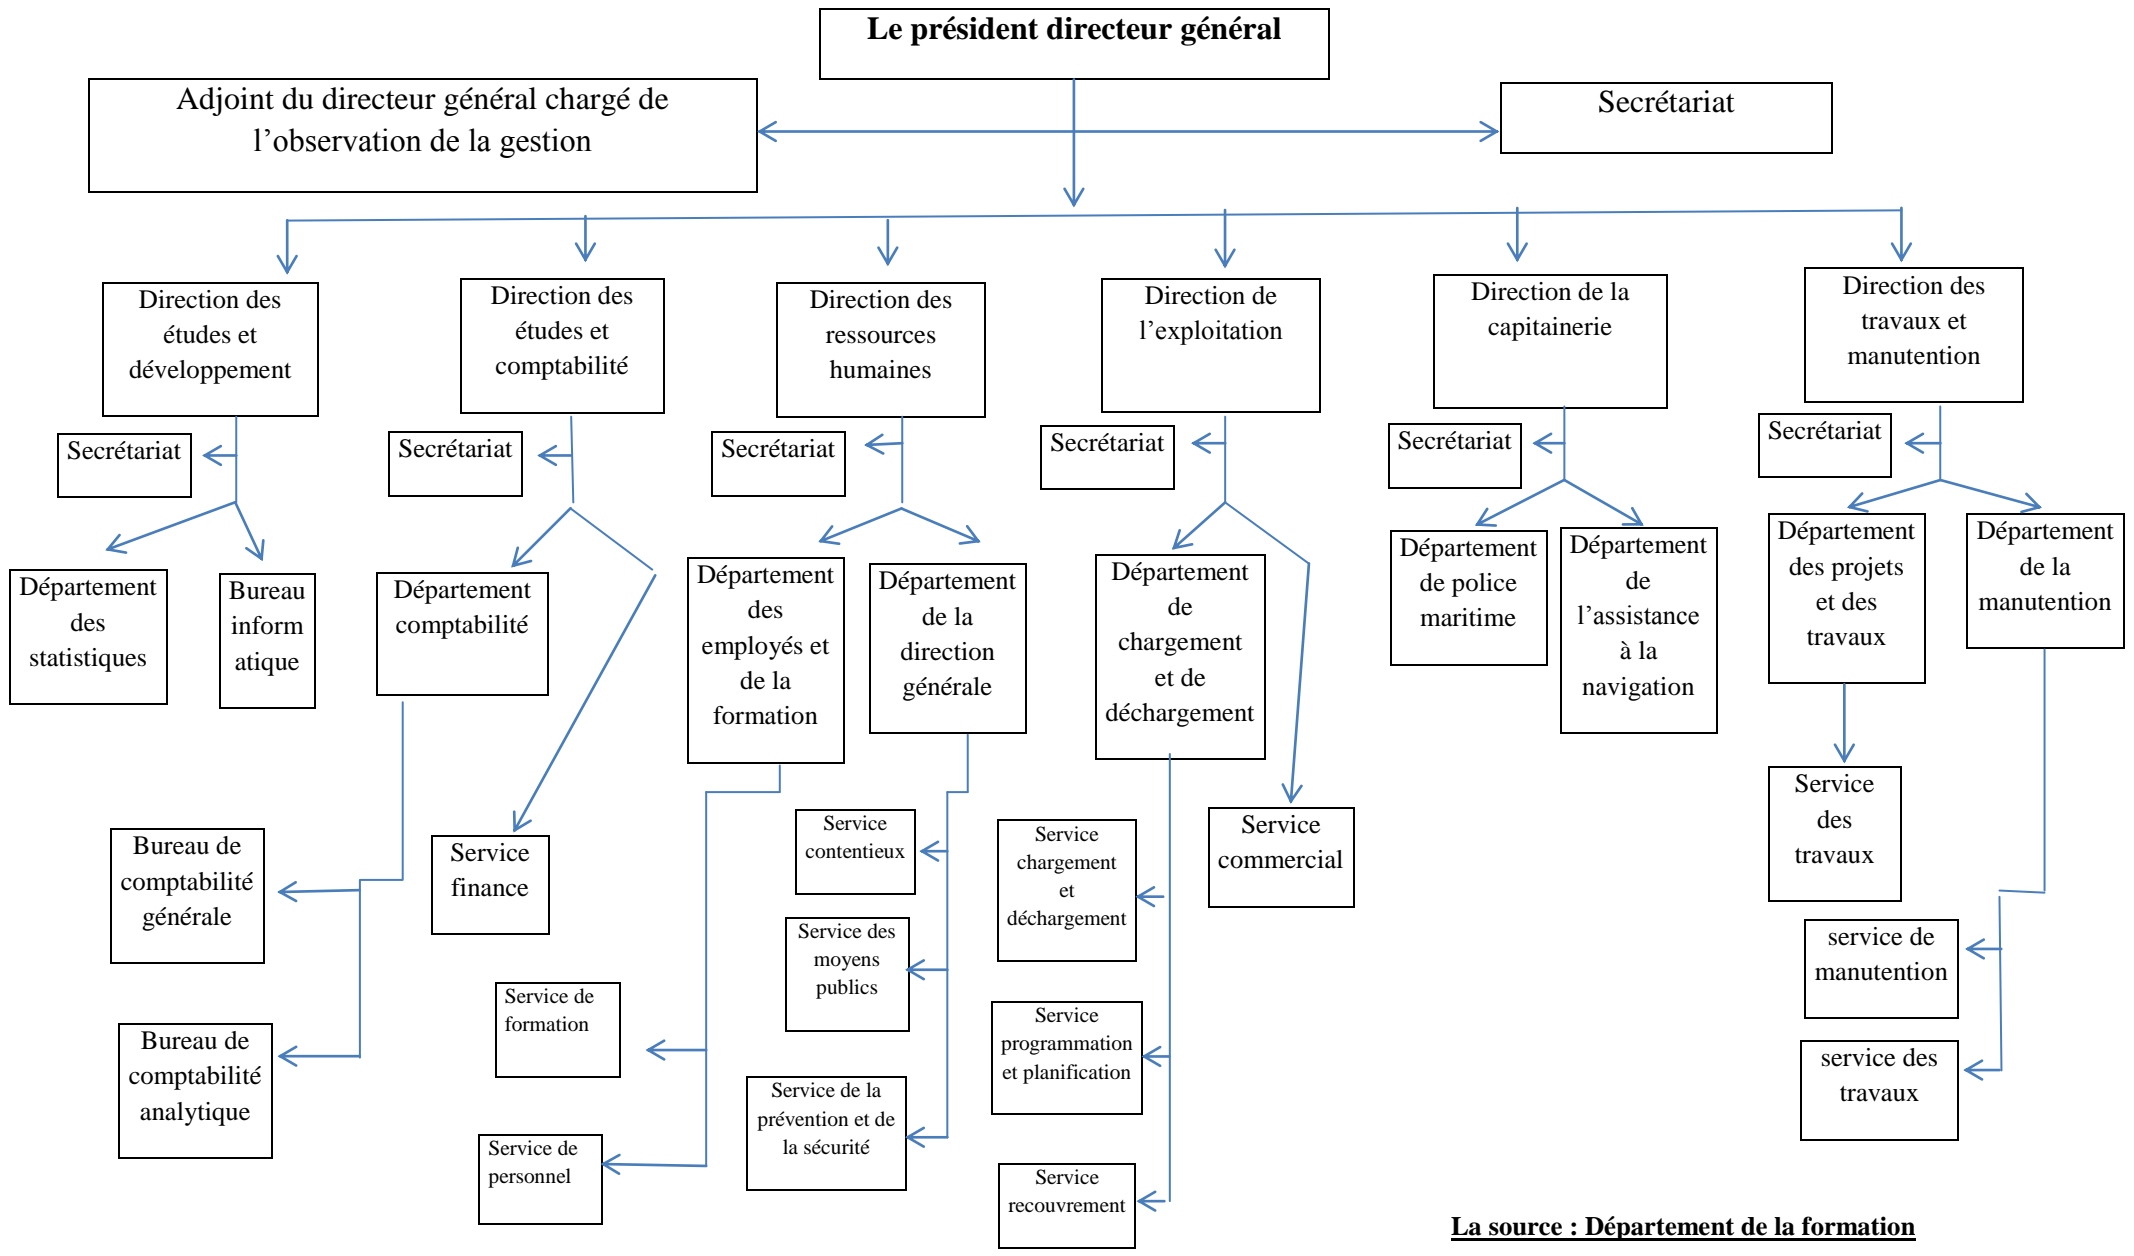 Le président directeur général
Adjoint du directeur général chargé de
l’observation de la gestion
Secrétariat
Direction des
études et
développement
Direction des
études et
comptabilité
Direction des
ressources
humaines
Direction de
l’exploitation
Direction de la
capitainerie
Direction des
travaux et
manutention
Secrétariat
Secrétariat
Secrétariat
Secrétariat
Secrétariat
Secrétariat
Département
des
statistiques
Bureau
inform
atique
Département
comptabilité
Département
des
employés et
de la
formation
Département
de la
direction
générale
Département
de
chargement
et de
déchargement
Département
de police
maritime
Département
de
l’assistance
à la
navigation
Département
des projets
et des
travaux
Département
de la
manutention
Bureau de
comptabilité
générale
Service
finance
Service
contentieux
Service
chargement
et
déchargement
Service
commercial
Service
des
travaux
Service des
moyens
publics
service de
manutention
Service de
formation
Service
programmation
et planification
Bureau de
comptabilité
analytique
Service de la
prévention et de
la sécurité
service des
travaux
Service de
personnel
Service
recouvrement
La source : Département de la formation